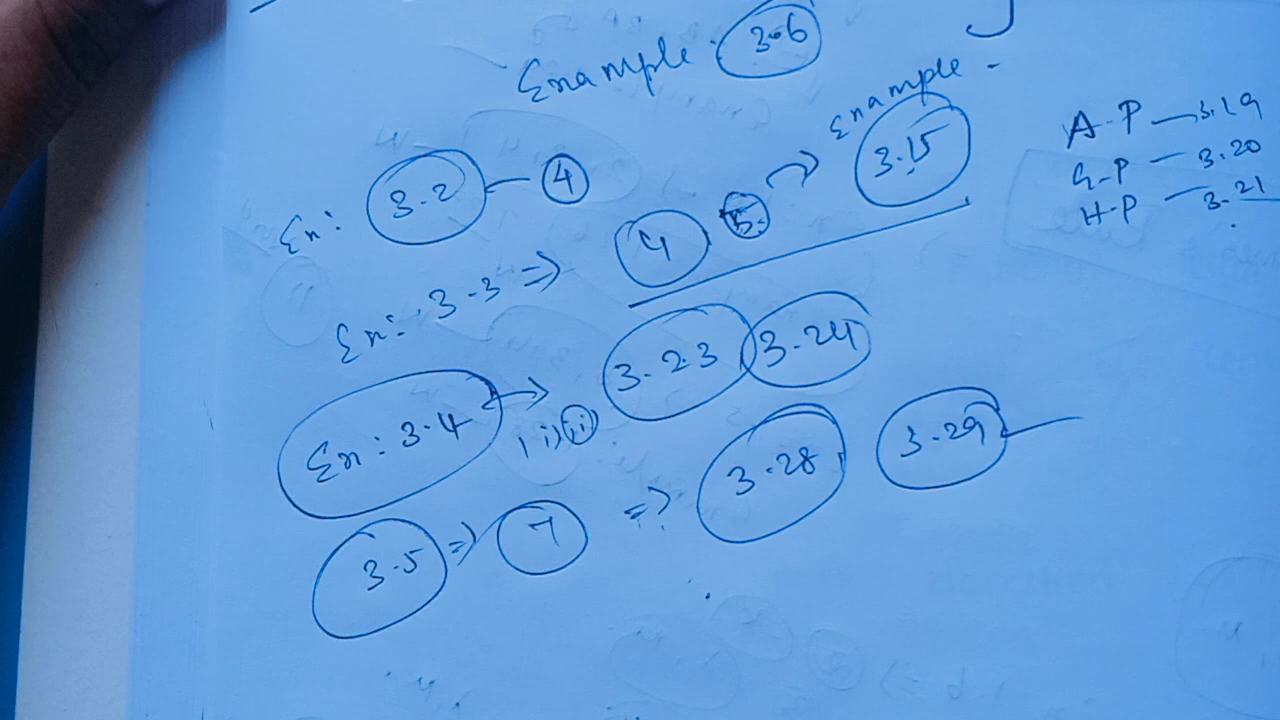 Example. 3.6
Example -
Ex: 3.2 - 4
3.15
A.P - 3.19
G.P - 3.20
H.P - 3.21
Ex: 3.3 => 4 5.
Ex: 3.4 → i) ii) 3.23 3.24
3.5 => 7 => 3.28 3.29